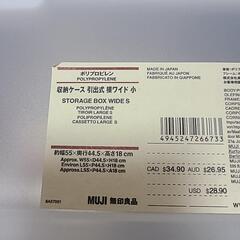 ポリプロピレン
POLYPROPYLENE
収納ケース 引出式 横ワイド 小
STORAGE BOX WIDE S
POLYPROPYLENE
TIROIR LARGE S
POLIPROPILENE
CASSETTO LARGE S
約幅55×奥行44.5×高さ18cm
Approx. W55×D44.5×H18 cm
Environ L55×P44.5×H18 cm
Approx. L55×P44.5×A18 cm
MUJI 無印良品
MADE IN JAPAN
FABRIQUÉ AU JAPON
FABBRICATO IN GIAPPONE
4945247266733
CAD $34.90
AUD $26.95
USD $28.90